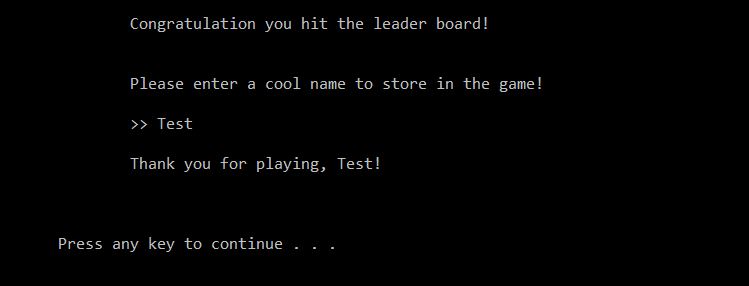 Congratulation you hit the leader board!
Please enter a cool name to store in the game!
>> Test
Thank you for playing, Test!
Press any key to continue . . .